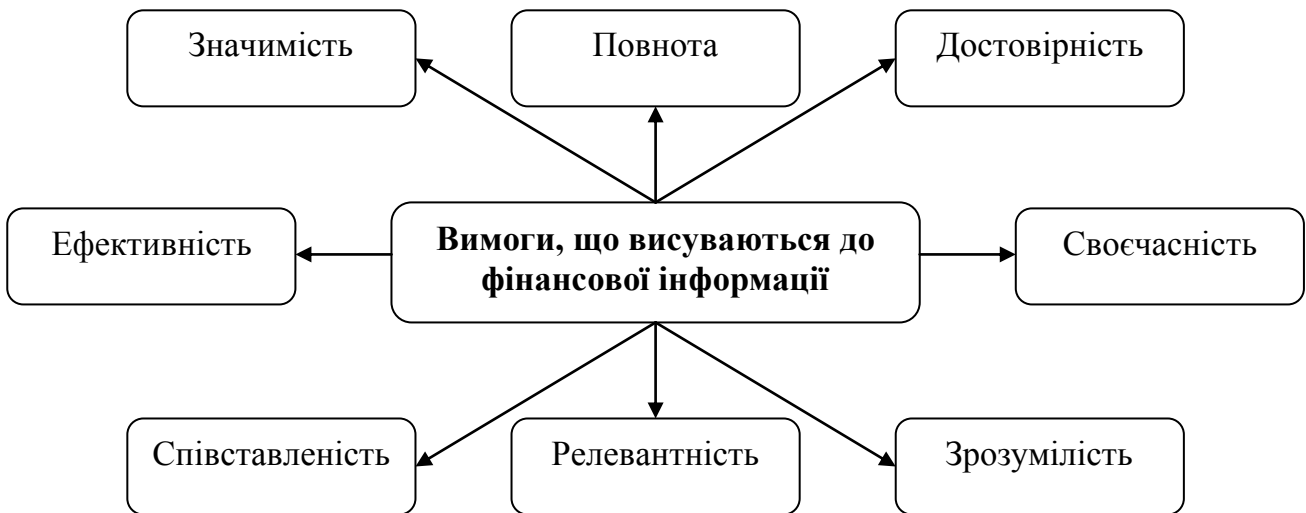 Значимість
Повнота
Достовірність
Ефективність
Вимоги, що висуваються до
фінансової інформації
Своєчасність
Співставленість
Релевантність
Зрозумілість